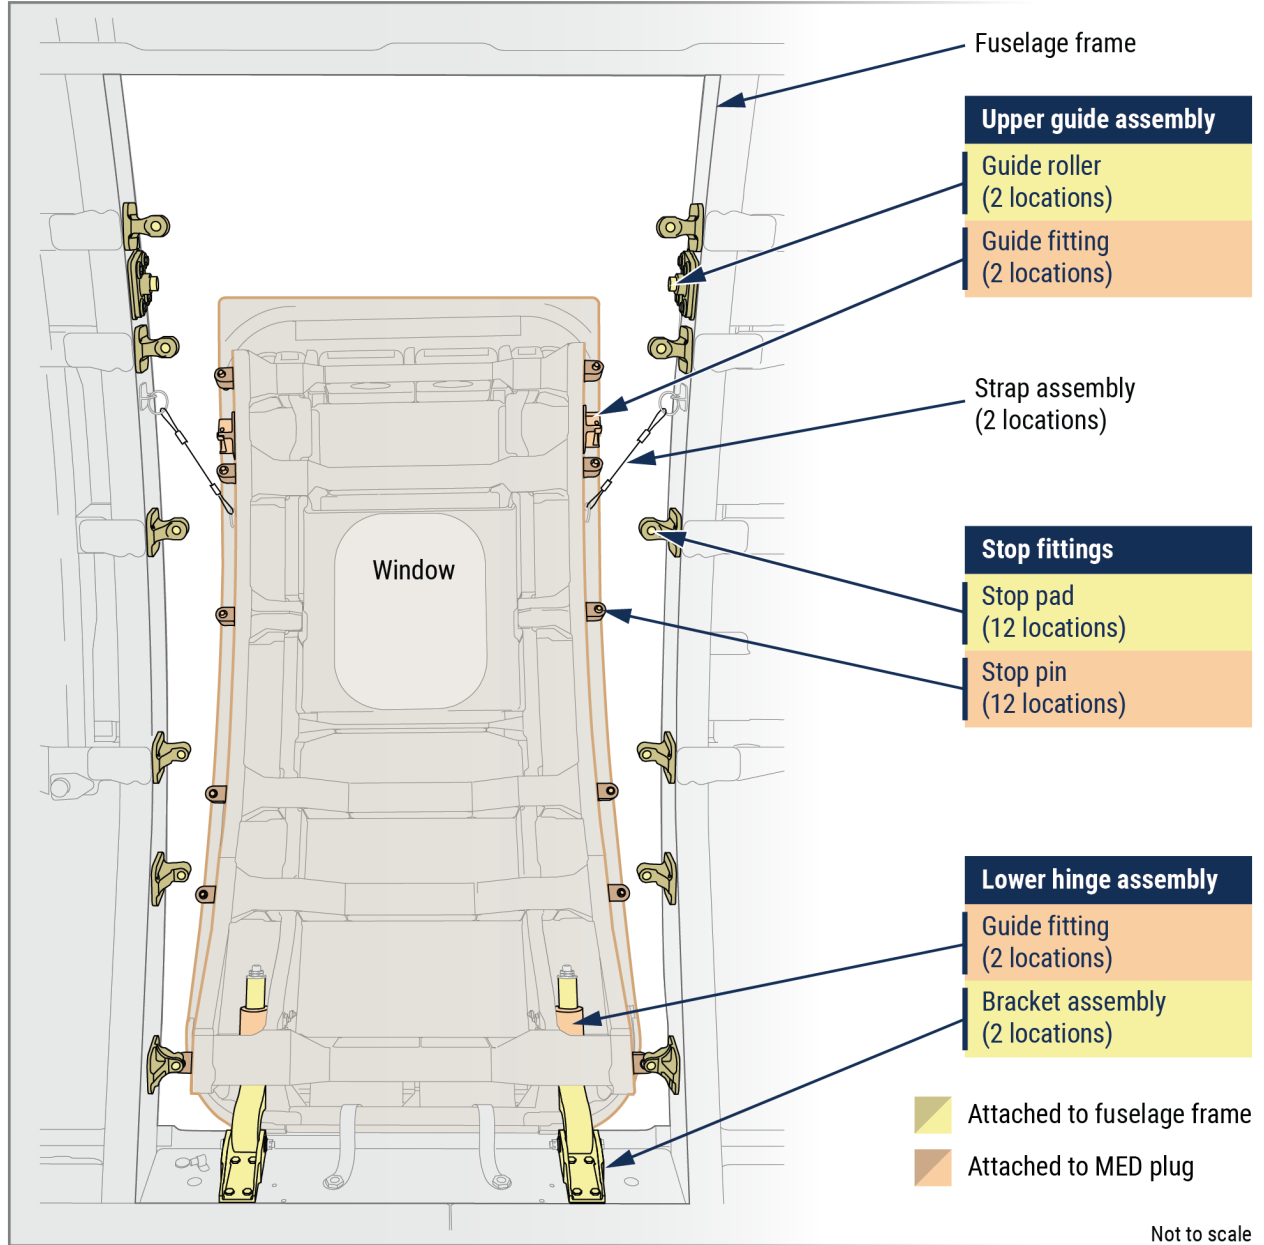 Fuselage frame
Upper guide assembly
Guide roller
(2 locations)
Guide fitting
(2 locations)
Strap assembly
(2 locations)
Window
Stop fittings
Stop pad
(12 locations)
Stop pin
(12 locations)
Lower hinge assembly
Guide fitting
(2 locations)
Bracket assembly
(2 locations)
Attached to fuselage frame
Attached to MED plug
Not to scale